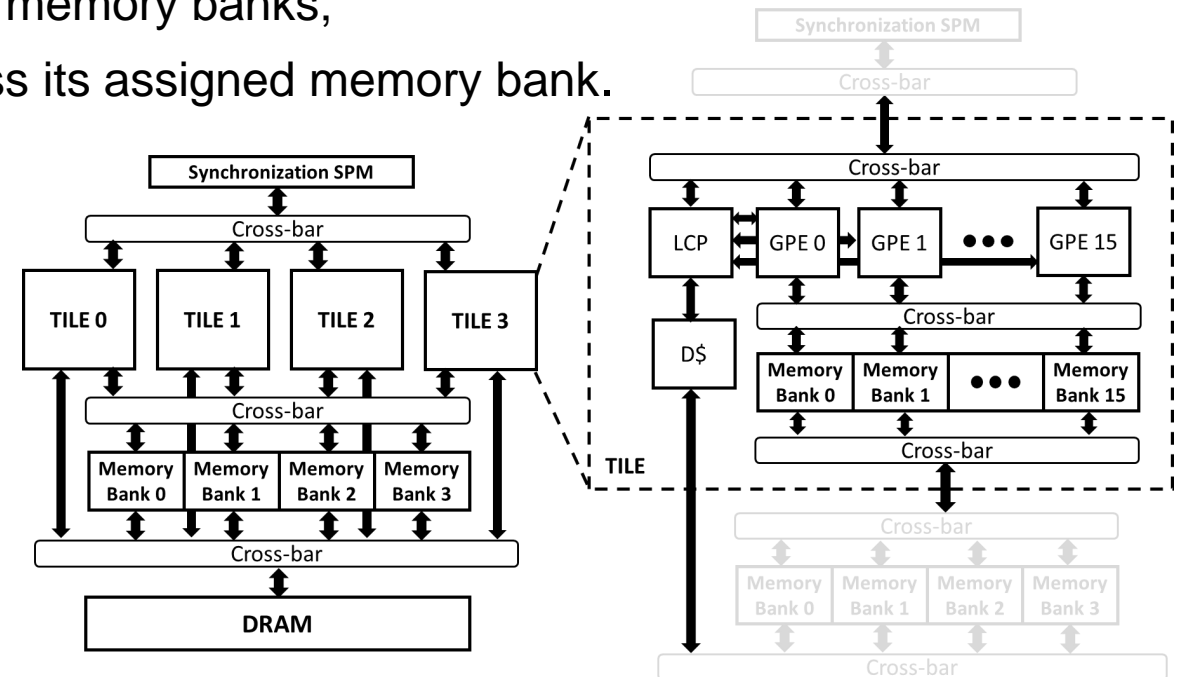 memory banks,
ss its assigned memory bank.
Synchronization SPM
Cross-bar
TILE 0 TILE 1 TILE 2 TILE 3
Cross-bar
Memory Memory Memory Memory
Bank 0 Bank 1 Bank 2 Bank 3
Cross-bar
DRAM
Synchronization SPM
Cross-bar
Cross-bar
LCP GPE 0 GPE 1 GPE 15
Cross-bar
D$
Memory Memory Memory
Bank 0 Bank 1 Bank 15
Cross-bar
TILE
Cross-bar
Memory Memory Memory Memory
Bank 0 Bank 1 Bank 2 Bank 3
Cross-bar